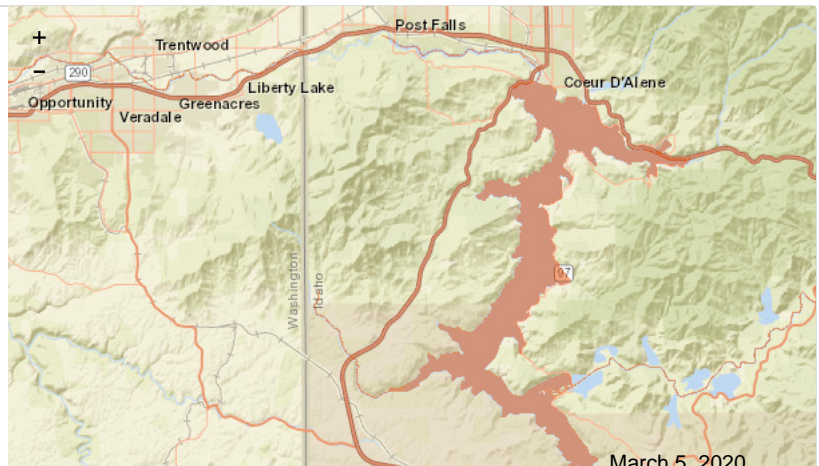 +
−
Post Falls
Trentwood
290
Coeur D'Alene
Liberty Lake
Opportunity
Greenacres
Veradale
Washington
Idaho
97
March 5, 2020